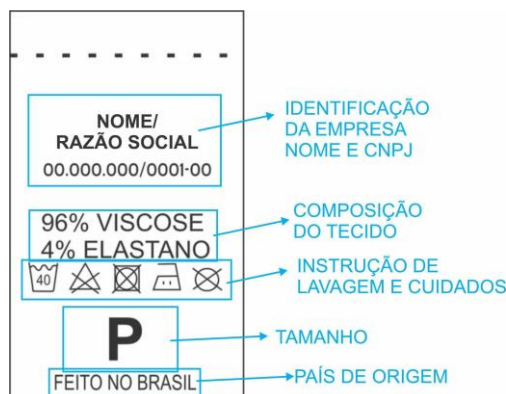 NOME/
RAZÃO SOCIAL
00.000.000/0001-00
IDENTIFICAÇÃO
DA EMPRESA
NOME E CNPJ
96% VISCOSE
4% ELASTANO
COMPOSIÇÃO
DO TECIDO
40
INSTRUÇÃO DE
LAVAGEM E CUIDADOS
P
TAMANHO
FEITO NO BRASIL
PAÍS DE ORIGEM